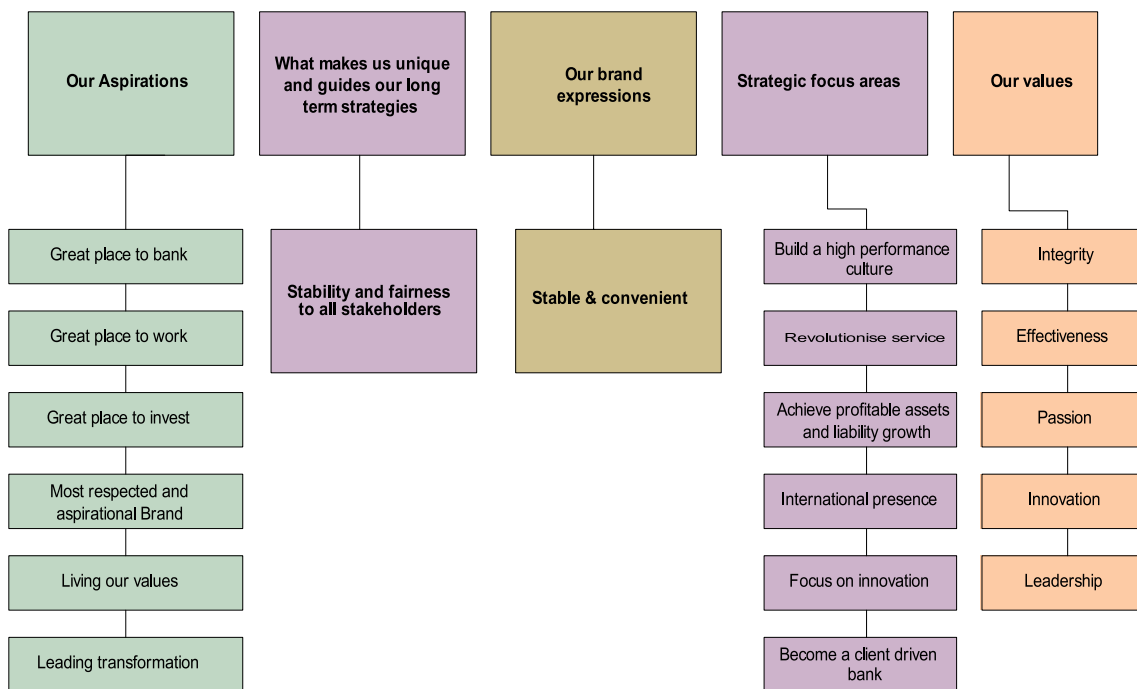 Our Aspirations
What makes us unique
and guides our long
term strategies
Our brand
expressions
Strategic focus areas
Our values
Great place to bank
Great place to work
Great place to invest
Most respected and
aspirational Brand
Living our values
Leading transformation
Stability and fairness
to all stakeholders
Stable & convenient
Build a high performance
culture
Revolutionise service
Achieve profitable assets
and liability growth
International presence
Focus on innovation
Become a client driven
bank
Integrity
Effectiveness
Passion
Innovation
Leadership